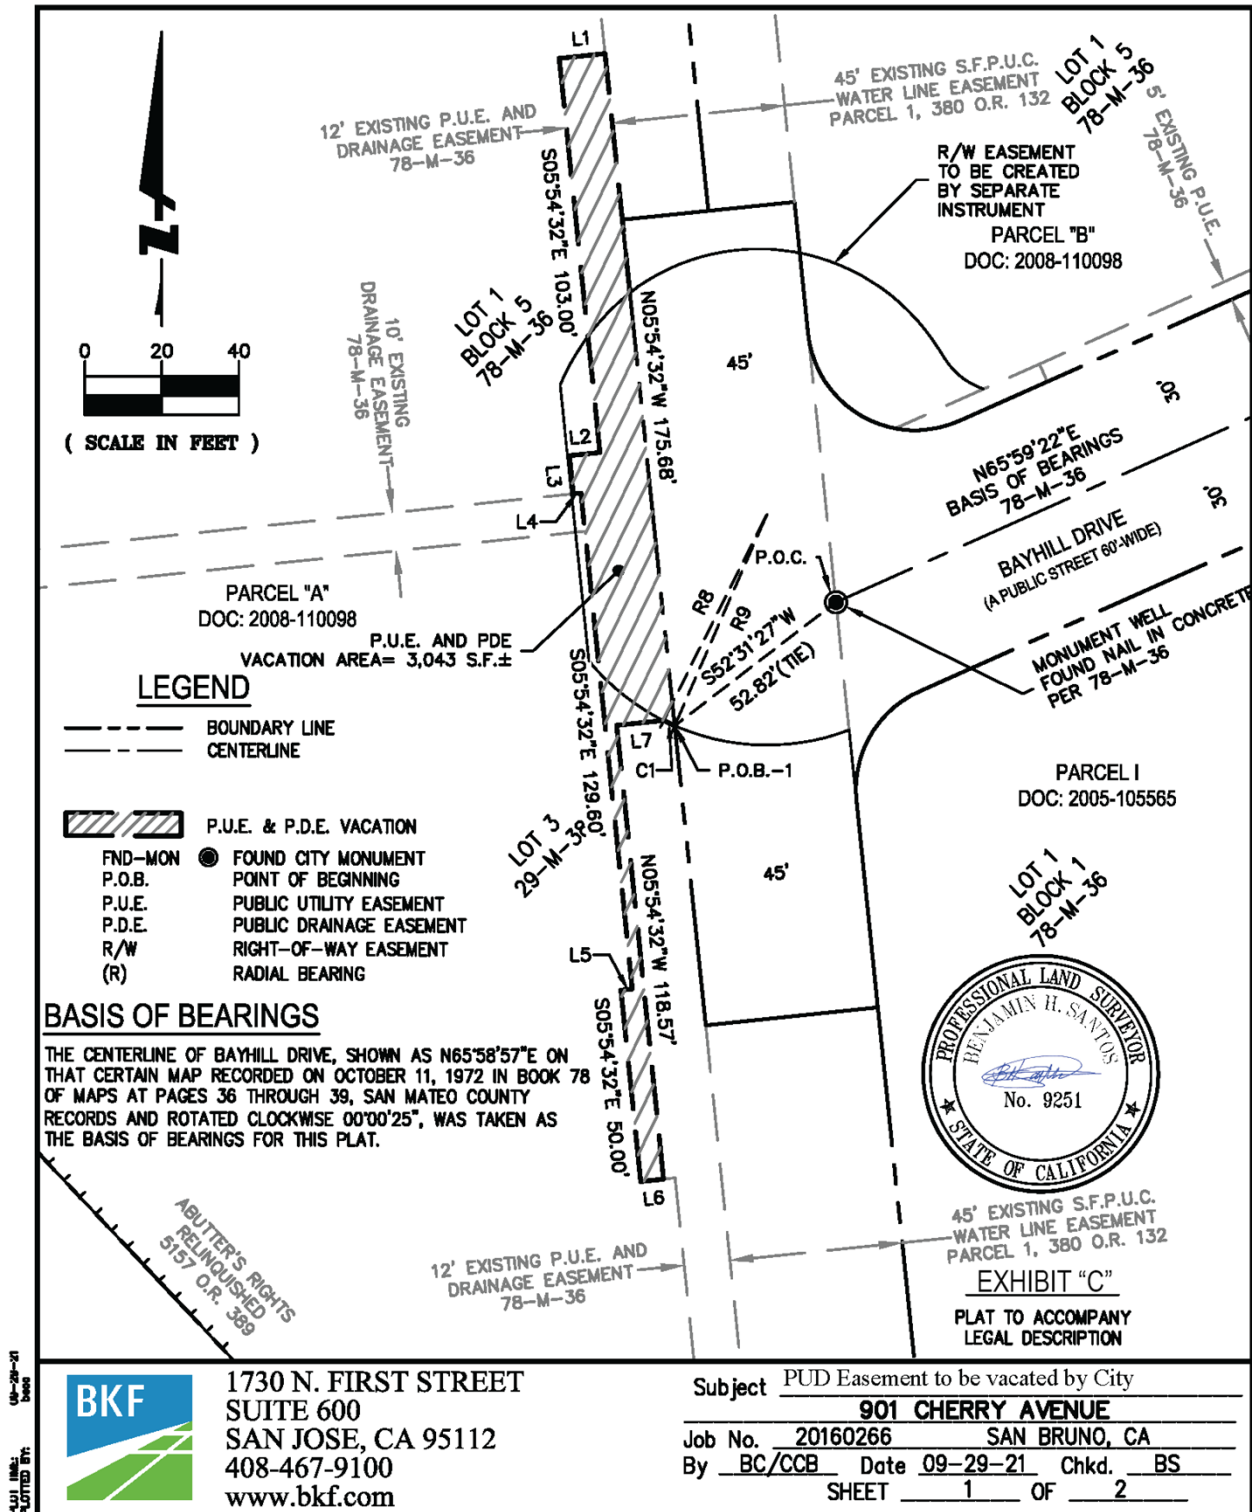 L1
45' EXISTING S.F.P.U.C.
WATER LINE EASEMENT
PARCEL 1, 380 O.R. 132
LOT 1
BLOCK 5
78-M-36
5' EXISTING P.U.E.
78-M-36
12' EXISTING P.U.E. AND
DRAINAGE EASEMENT
78-M-36
R/W EASEMENT
TO BE CREATED
BY SEPARATE
INSTRUMENT
PARCEL "B"
DOC: 2008-110098
N
0 20 40
( SCALE IN FEET )
S05°54'32"E 103.00'
LOT 1
BLOCK 5
78-M-36
10' EXISTING
DRAINAGE EASEMENT
78-M-36
N05°54'32"W 175.68'
45'
30'
N65°59'22"E
BASIS OF BEARINGS
78-M-36
30'
BAYHILL DRIVE
(A PUBLIC STREET 60'-WIDE)
L2
L3
L4
P.O.C.
R8
R9
S52°31'27"W
52.82'(TIE)
MONUMENT WELL
FOUND NAIL IN CONCRETE
PER 78-M-36
PARCEL "A"
DOC: 2008-110098
P.U.E. AND PDE
VACATION AREA= 3,043 S.F.±
S05°54'32"E 129.60'
L7
C1
P.O.B.-1
PARCEL I
DOC: 2005-105565
LEGEND
BOUNDARY LINE
CENTERLINE
P.U.E. & P.D.E. VACATION
FND-MON FOUND CITY MONUMENT
P.O.B. POINT OF BEGINNING
P.U.E. PUBLIC UTILITY EASEMENT
P.D.E. PUBLIC DRAINAGE EASEMENT
R/W RIGHT-OF-WAY EASEMENT
(R) RADIAL BEARING
LOT 3
29-M-38
N05°54'32"W 118.57'
45'
LOT 1
BLOCK 1
78-M-36
L5
S05°54'32"E 50.00'
L6
BASIS OF BEARINGS
THE CENTERLINE OF BAYHILL DRIVE, SHOWN AS N65°58'57"E ON
THAT CERTAIN MAP RECORDED ON OCTOBER 11, 1972 IN BOOK 78
OF MAPS AT PAGES 36 THROUGH 39, SAN MATEO COUNTY
RECORDS AND ROTATED CLOCKWISE 00°00'25", WAS TAKEN AS
THE BASIS OF BEARINGS FOR THIS PLAT.
PROFESSIONAL LAND SURVEYOR
BENJAMIN H. SANTOS
No. 9251
STATE OF CALIFORNIA
ABUTTER'S RIGHTS
RELINQUISHED
5157 O.R. 389
12' EXISTING P.U.E. AND
DRAINAGE EASEMENT
78-M-36
45' EXISTING S.F.P.U.C.
WATER LINE EASEMENT
PARCEL 1, 380 O.R. 132
EXHIBIT "C"
PLAT TO ACCOMPANY
LEGAL DESCRIPTION
PLOTTED BY:
BKF
1730 N. FIRST STREET
SUITE 600
SAN JOSE, CA 95112
408-467-9100
www.bkf.com
Subject PUD Easement to be vacated by City
901 CHERRY AVENUE
Job No. 20160266 SAN BRUNO, CA
By BC/CCB Date 09-29-21 Chkd. BS
SHEET 1 OF 2